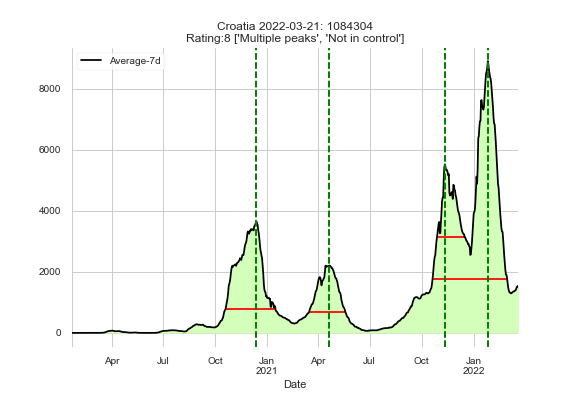 Croatia 2022-03-21: 1084304
Rating:8 ['Multiple peaks', 'Not in control']
Average-7d
8000
6000
4000
2000
0
Apr Jul Oct Jan Apr Jul Oct Jan
2021 2022
Date